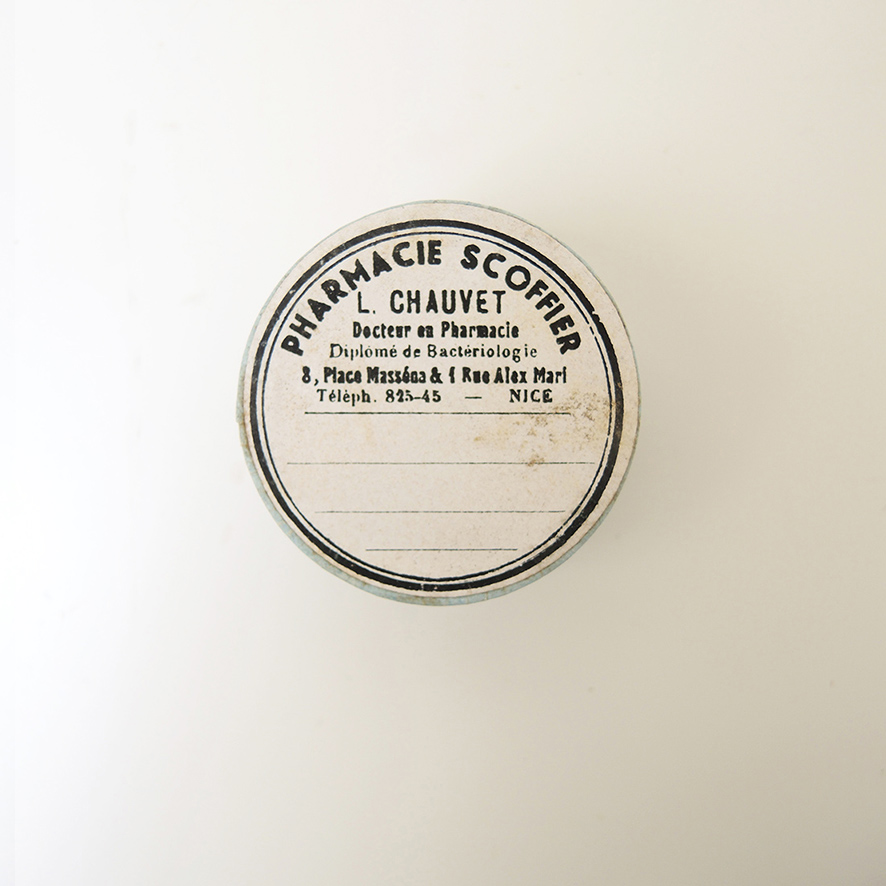 PHARMACIE SCOFFIER
L. CHAUVET
Docteur en Pharmacie
Diplômé de Bactériologie
8, Place Masséna & 1 Rue Alex Mari
Téléph. 825-45 — NICE